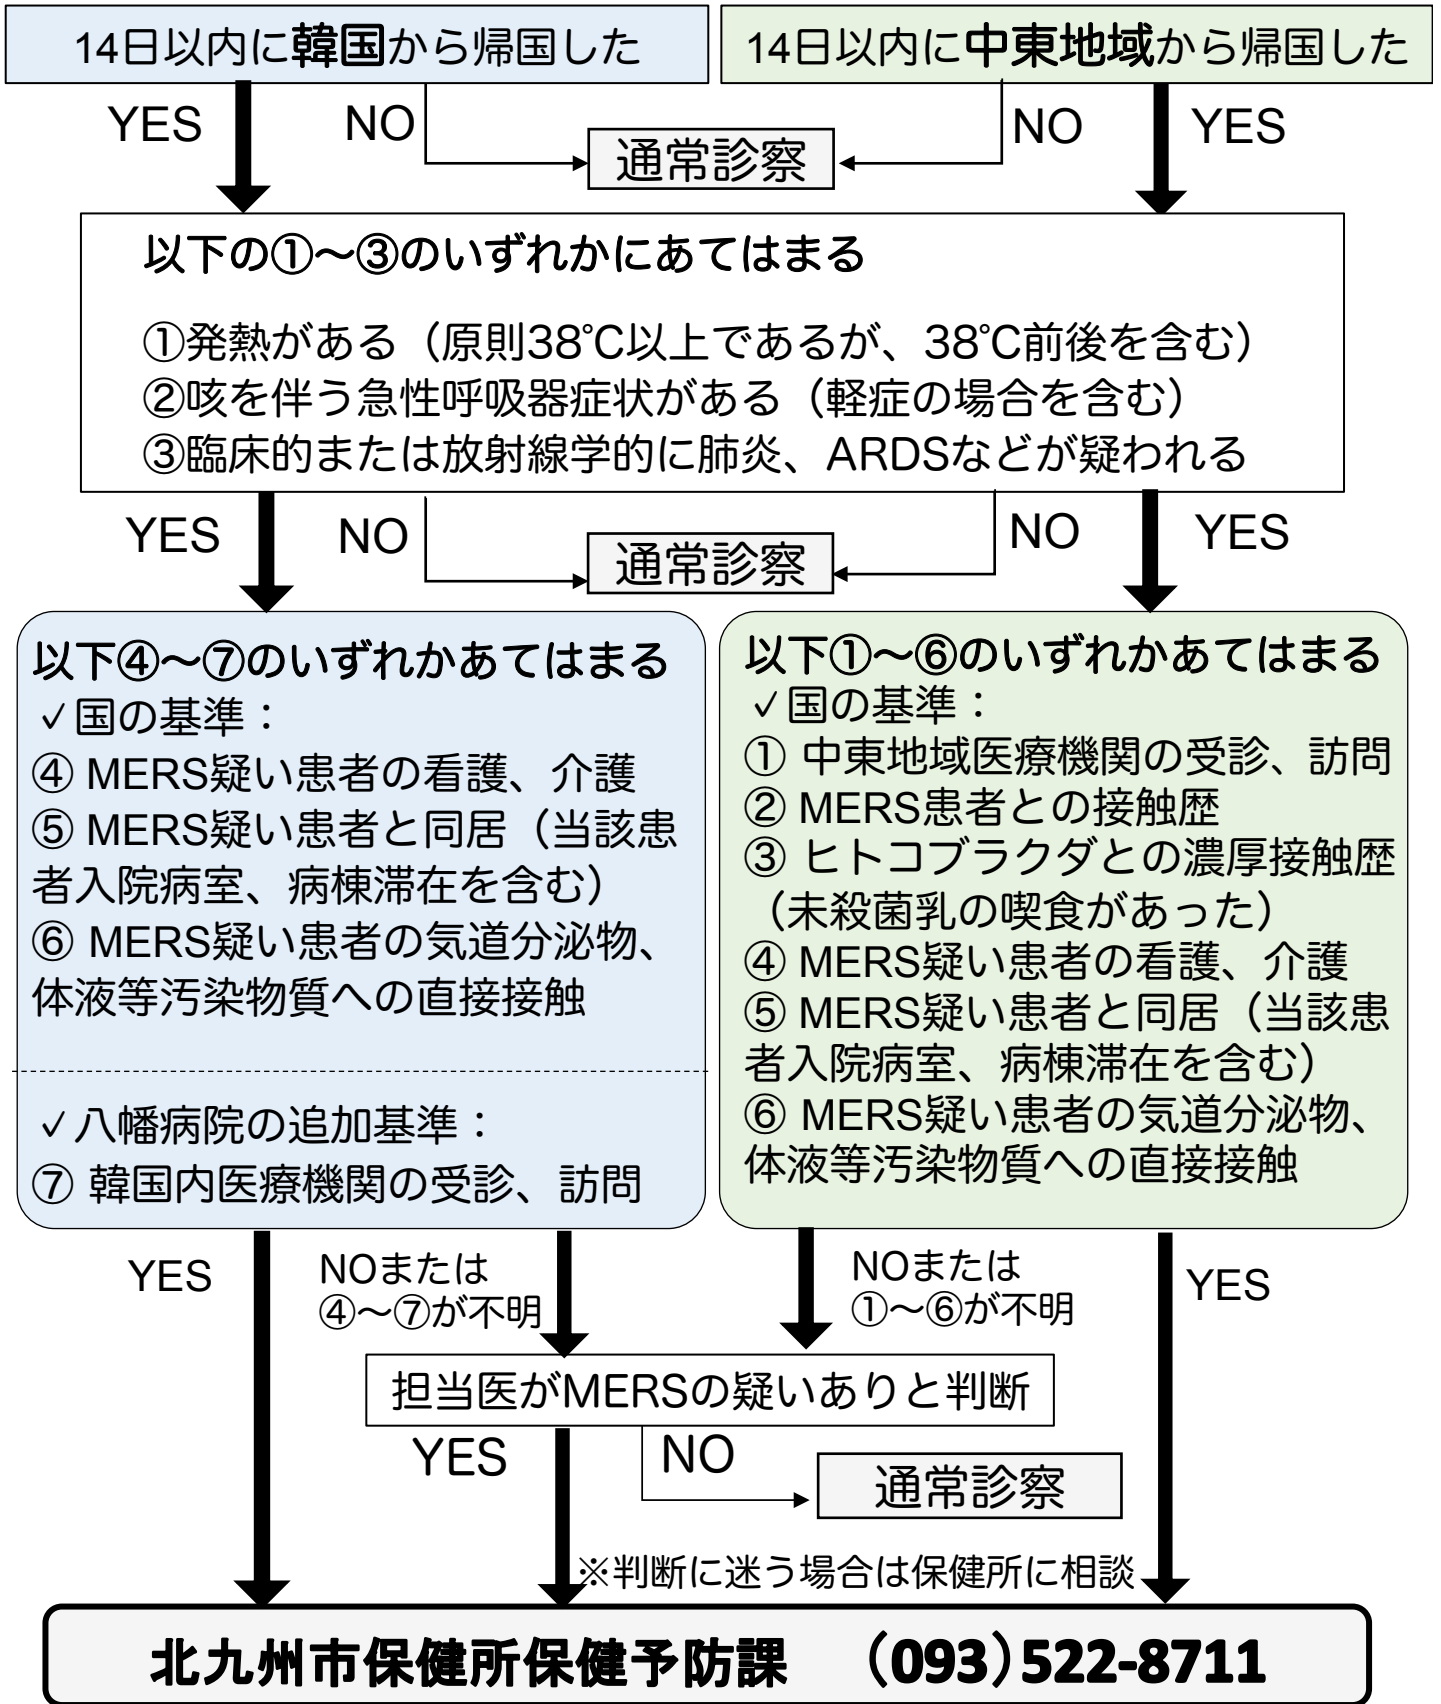 14日以内に韓国から帰国した
14日以内に中東地域から帰国した
YES
NO
NO
YES
通常診察
以下の①～③のいずれかにあてはまる
①発熱がある（原則38℃以上であるが、38℃前後を含む）
②咳を伴う急性呼吸器症状がある（軽症の場合を含む）
③臨床的または放射線学的に肺炎、ARDSなどが疑われる
YES
NO
NO
YES
通常診察
以下④～⑦のいずれかあてはまる
✓国の基準：
④ MERS疑い患者の看護、介護
⑤ MERS疑い患者と同居（当該患
者入院病室、病棟滞在を含む）
⑥ MERS疑い患者の気道分泌物、
体液等汚染物質への直接接触
✓八幡病院の追加基準：
⑦ 韓国内医療機関の受診、訪問
以下①～⑥のいずれかあてはまる
✓国の基準：
① 中東地域医療機関の受診、訪問
② MERS患者との接触歴
③ ヒトコブラクダとの濃厚接触歴
（未殺菌乳の喫食があった）
④ MERS疑い患者の看護、介護
⑤ MERS疑い患者と同居（当該患
者入院病室、病棟滞在を含む）
⑥ MERS疑い患者の気道分泌物、
体液等汚染物質への直接接触
YES
NOまたは
④～⑦が不明
NOまたは
①～⑥が不明
YES
担当医がMERSの疑いありと判断
YES
NO
通常診察
※判断に迷う場合は保健所に相談
北九州市保健所保健予防課　（093）522-8711